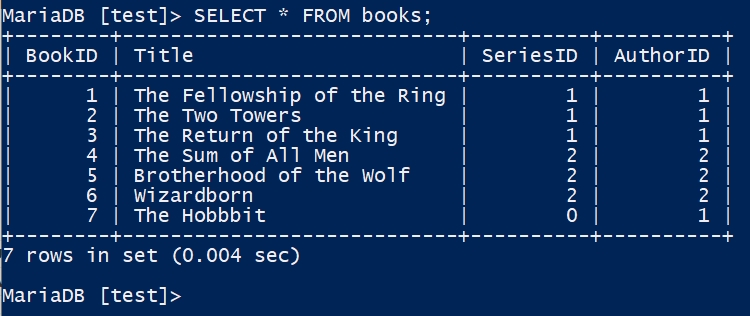 MariaDB [test]> SELECT * FROM books;
+--------+----------------------------+----------+----------+
| BookID | Title                      | SeriesID | AuthorID |
+--------+----------------------------+----------+----------+
|      1 | The Fellowship of the Ring |        1 |        1 |
|      2 | The Two Towers             |        1 |        1 |
|      3 | The Return of the King     |        1 |        1 |
|      4 | The Sum of All Men         |        2 |        2 |
|      5 | Brotherhood of the Wolf    |        2 |        2 |
|      6 | Wizardborn                 |        2 |        2 |
|      7 | The Hobbbit                |        0 |        1 |
+--------+----------------------------+----------+----------+
7 rows in set (0.004 sec)
MariaDB [test]>